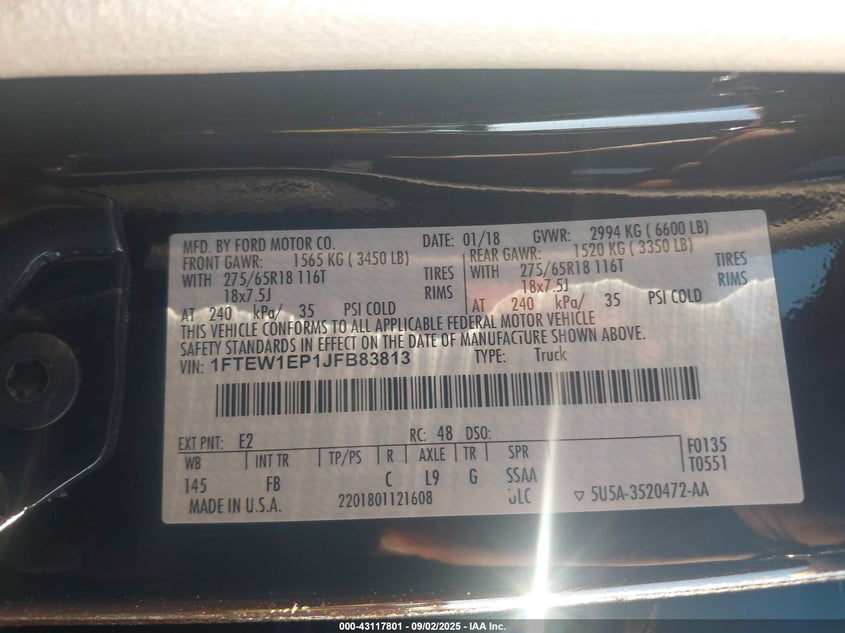 MFD. BY FORD MOTOR CO. DATE: 01/18 GVWR: 2994 KG ( 6600 LB)
FRONT GAWR: 1565 KG ( 3450 LB) REAR GAWR: 1520 KG ( 3350 LB)
WITH 275/65R18 116T TIRES WITH 275/65R18 116T TIRES
18x7.5J RIMS 18x7.5J RIMS
AT 240 kPa/ 35 PSI COLD AT 240 kPa/ 35 PSI COLD
THIS VEHICLE CONFORMS TO ALL APPLICABLE FEDERAL MOTOR VEHICLE
SAFETY STANDARDS IN EFFECT ON THE DATE OF MANUFACTURE SHOWN ABOVE.
VIN: 1FTEW1EP1JFB83813 TYPE: Truck
EXT PNT: E2 RC: 48 DSO: F0135
WB INT TR TP/PS R AXLE TR SPR T0551
145 FB C L9 G SSAA
MADE IN U.S.A. 2201801121608 ▽ 5U5A-3520472-AA
000-43117801 - 09/02/2025 - IAA Inc.